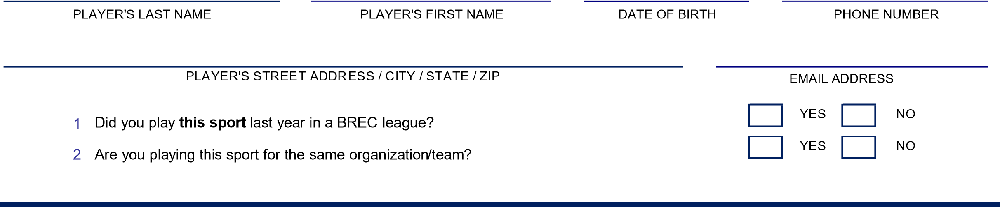 PLAYER'S LAST NAME PLAYER'S FIRST NAME DATE OF BIRTH PHONE NUMBER
PLAYER'S STREET ADDRESS / CITY / STATE / ZIP EMAIL ADDRESS
1 Did you play this sport last year in a BREC league? YES NO
2 Are you playing this sport for the same organization/team? YES NO